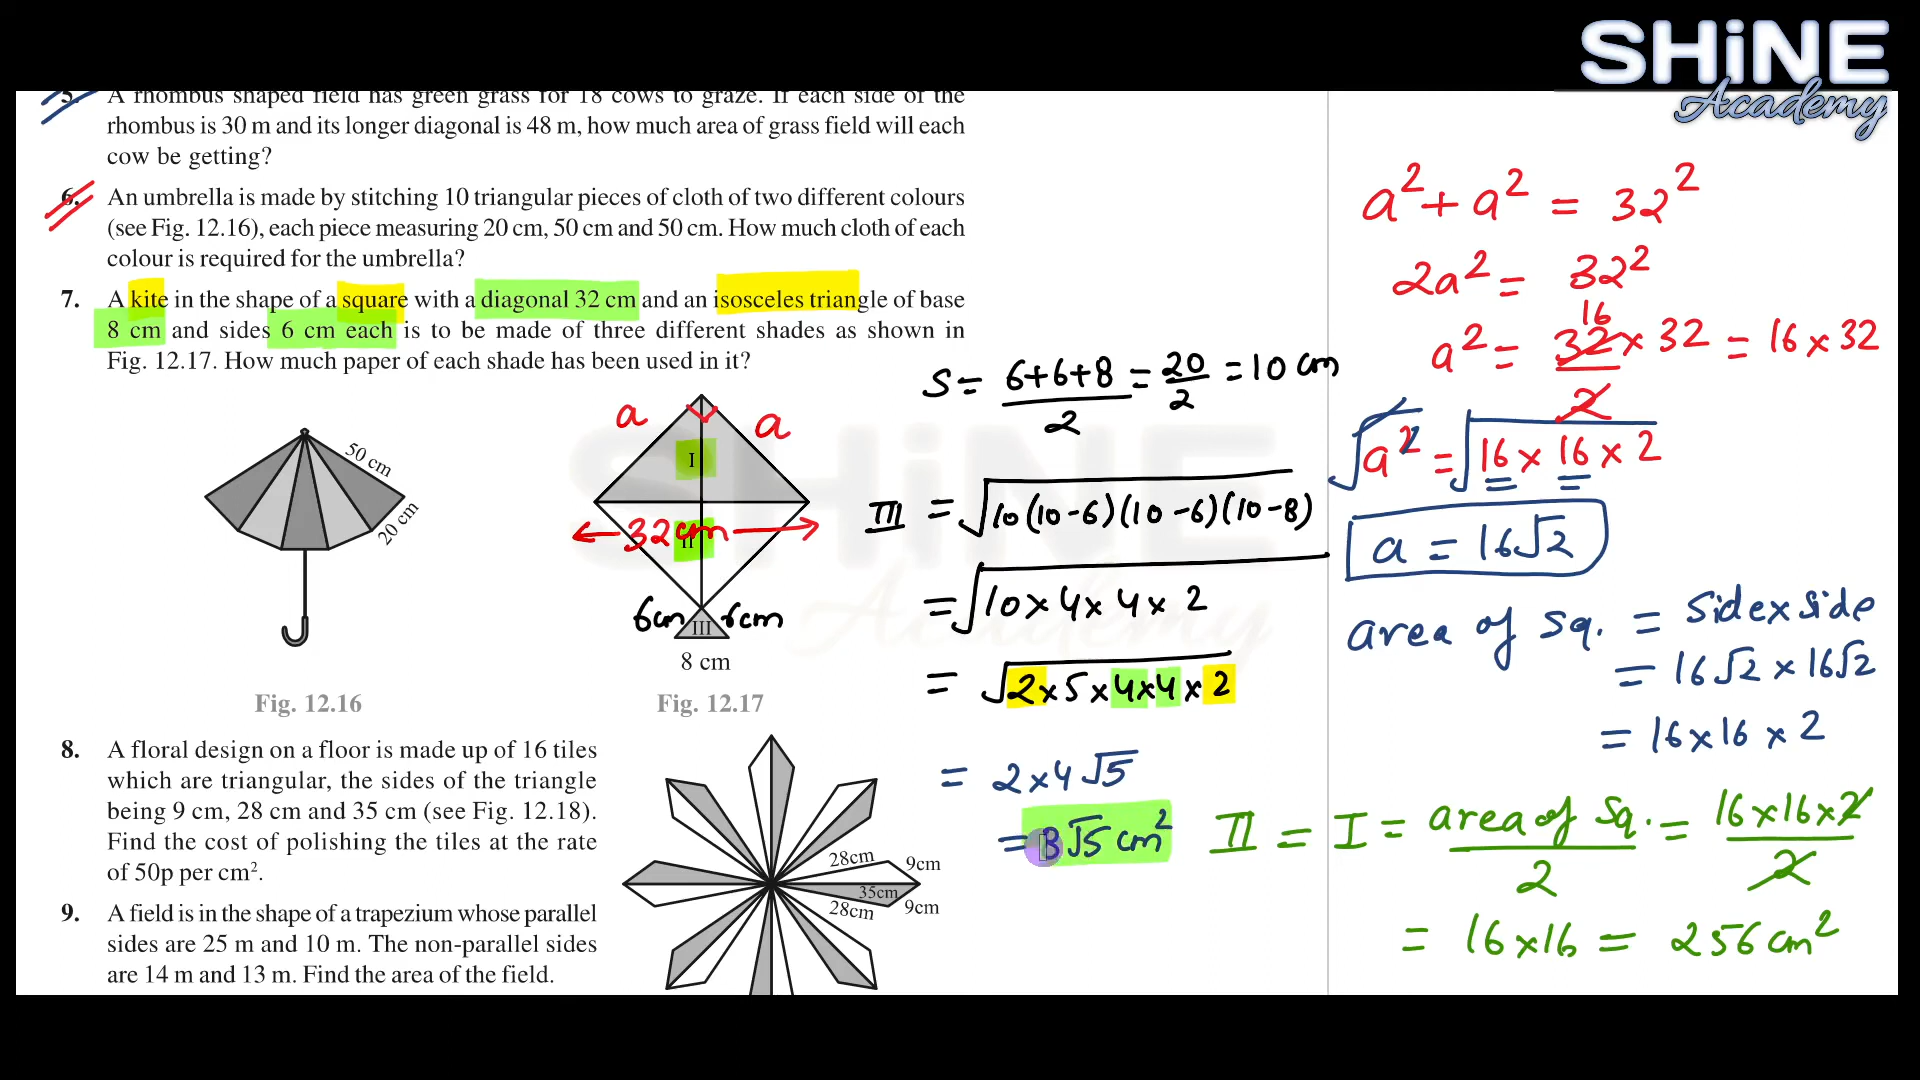 SHiNE
Academy
5. A rhombus shaped field has green grass for 18 cows to graze. If each side of the
rhombus is 30 m and its longer diagonal is 48 m, how much area of grass field will each
cow be getting?
6. An umbrella is made by stitching 10 triangular pieces of cloth of two different colours
(see Fig. 12.16), each piece measuring 20 cm, 50 cm and 50 cm. How much cloth of each
colour is required for the umbrella?
7. A kite in the shape of a square with a diagonal 32 cm and an isosceles triangle of base
8 cm and sides 6 cm each is to be made of three different shades as shown in
Fig. 12.17. How much paper of each shade has been used in it?
50 cm
20 cm
Fig. 12.16
a a
I
32cm
II
6cm 6cm
III
8 cm
Fig. 12.17
8. A floral design on a floor is made up of 16 tiles
which are triangular, the sides of the triangle
being 9 cm, 28 cm and 35 cm (see Fig. 12.18).
Find the cost of polishing the tiles at the rate
of 50p per cm².
28cm 9cm
35cm
28cm 9cm
9. A field is in the shape of a trapezium whose parallel
sides are 25 m and 10 m. The non-parallel sides
are 14 m and 13 m. Find the area of the field.
S = 6+6+8/2 = 20/2 = 10 cm
III = √10(10-6)(10-6)(10-8)
= √10×4×4×2
= √2×5×4×4×2
= 2×4√5
= 8√5 cm²
SHiNE
Academy
a² + a² = 32²
2a² = 32²
16
a² = 32×32/2 = 16×32
√a² = √16×16×2
a = 16√2
area of sq. = side×side
= 16√2 × 16√2
= 16×16×2
II = I = area of sq./2 = 16×16×2/2
= 16×16 = 256 cm²